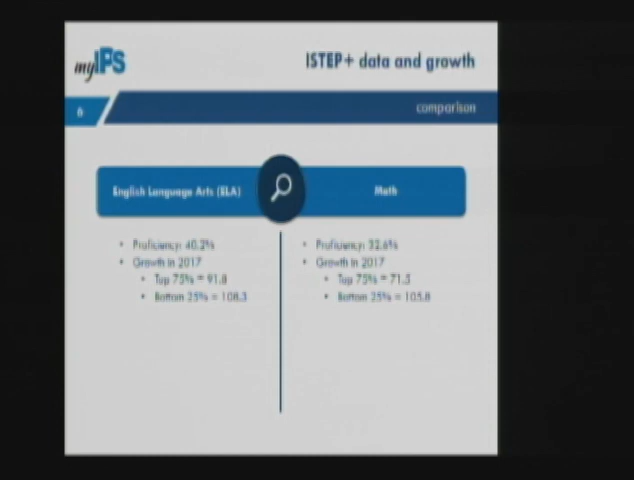 myIPS
ISTEP+ data and growth
comparison
English Language Arts (ELA)
Math
• Proficiency: 40.2%
• Growth in 2017
• Top 75% = 91.8
• Bottom 25% = 108.3
• Proficiency: 32.6%
• Growth in 2017
• Top 75% = 71.5
• Bottom 25% = 105.8